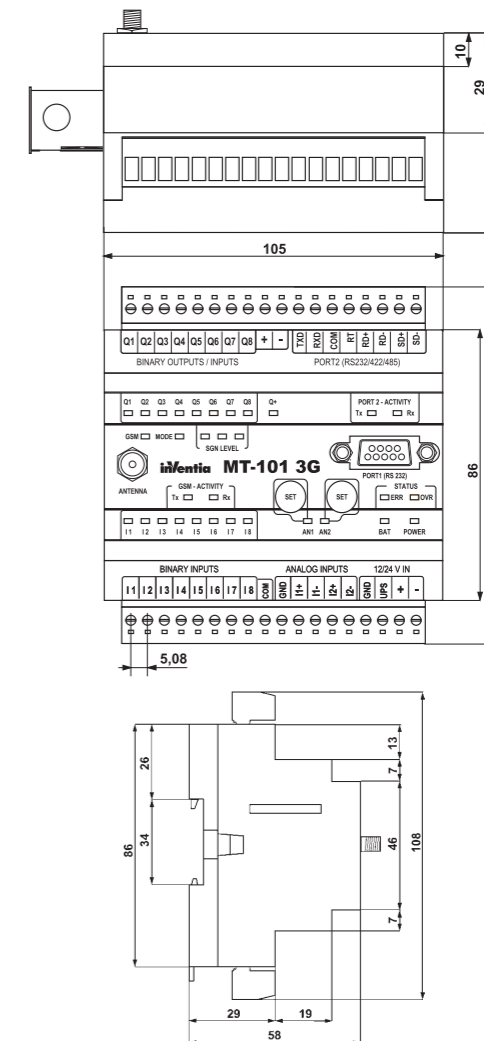 10
29
105
Q1 Q2 Q3 Q4 Q5 Q6 Q7 Q8 + - TXD RXD COM RT RD+ RD- SD+ SD-
BINARY OUTPUTS / INPUTS PORT2 (RS232/422/485)
Q1 Q2 Q3 Q4 Q5 Q6 Q7 Q8 Q+ PORT 2 - ACTIVITY
Tx Rx
GSM MODE
SGN LEVEL
86
inVentia MT-101 3G
PORT1 (RS 232)
ANTENNA GSM - ACTIVITY STATUS
Tx Rx SET SET ERR OVR
I1 I2 I3 I4 I5 I6 I7 I8 AN1 AN2 BAT POWER
BINARY INPUTS ANALOG INPUTS 12/24 V IN
I1 I2 I3 I4 I5 I6 I7 I8 COM GND I1+ I1- I2+ I2- GND UPS + -
5,08
13
26
7
86
34
46
108
7
29 19
58